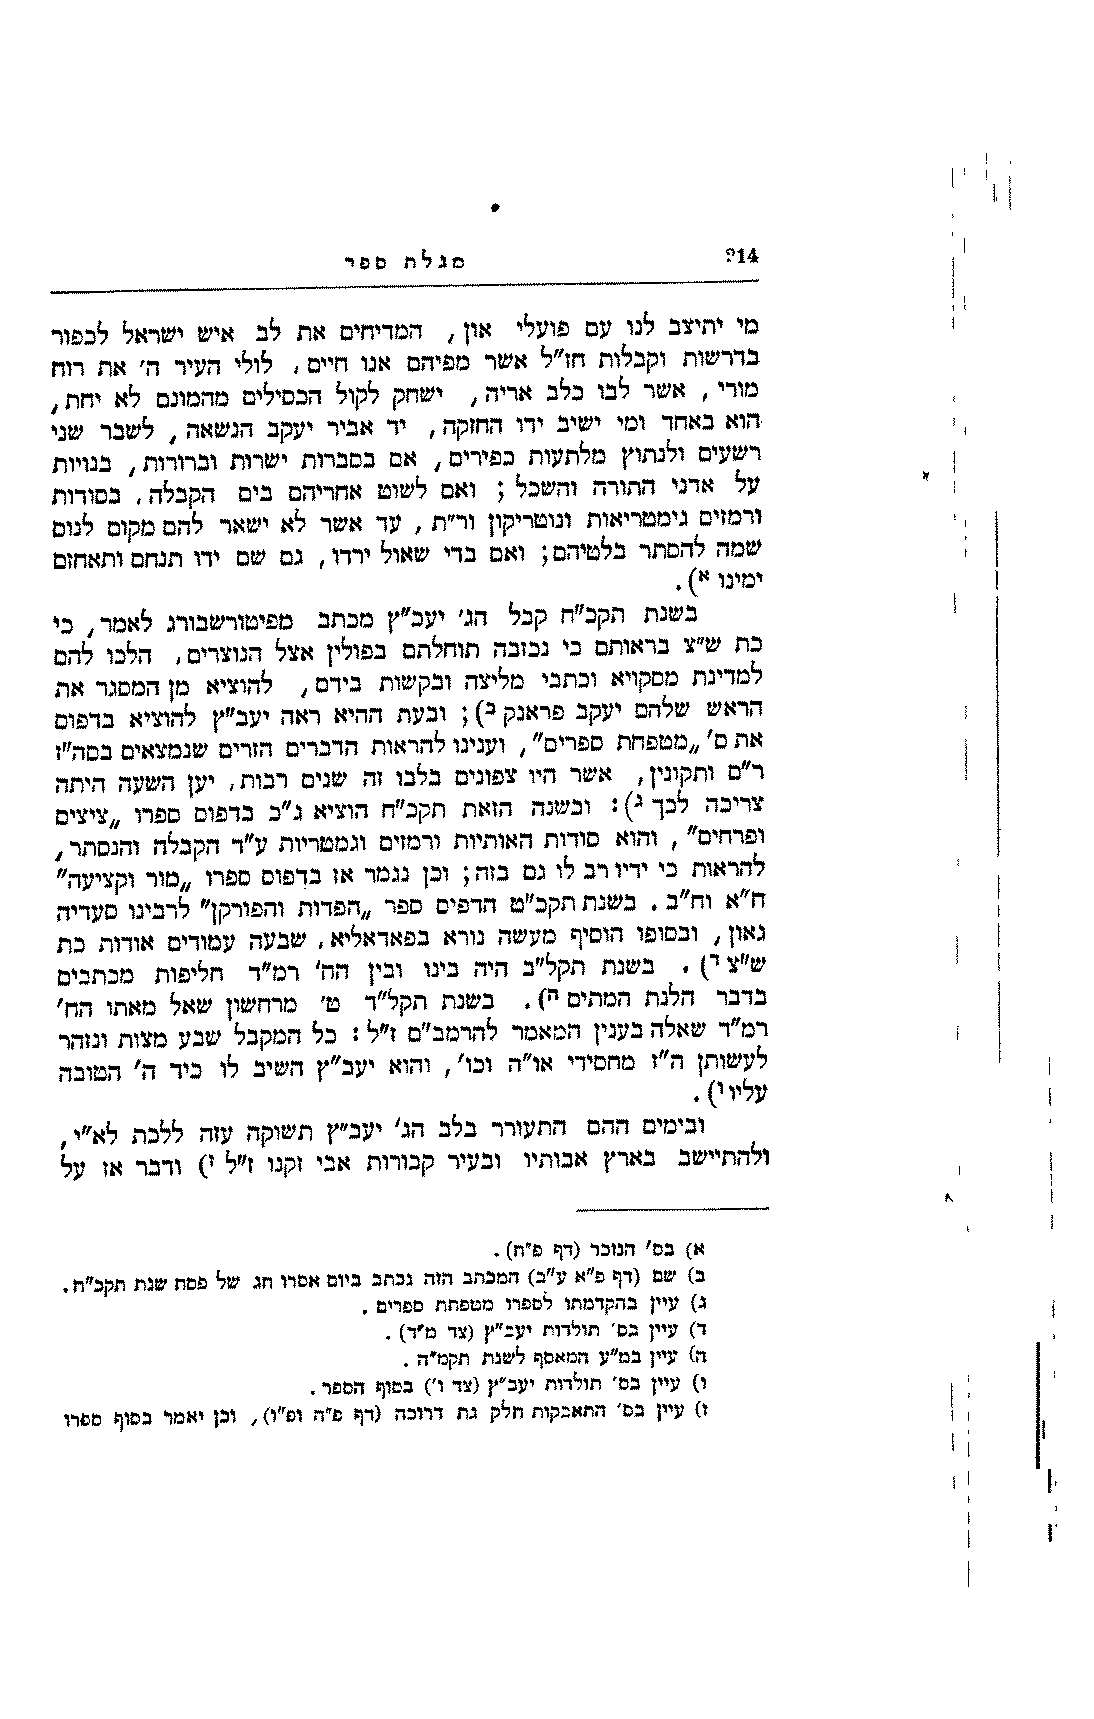 214
מגלת ספר
מי יתיצב לנו עם פועלי און, המדיחים את לב איש ישראל לכפור
בדרשות וקבלות חז"ל אשר מפיהם אנו חיים, לולי העיר ה' את רוח
מורי, אשר לבו כלב אריה, ישחק לקול הכסילים מהמונם לא יחת,
הוא באחד ומי ישיב ידו החזקה, יד אביר יעקב הנשאה, לשבר שני
רשעים ולנתוץ מלתעות כפירים, אם בסברות ישרות וברורות, בנויות
על אדני התורה והשכל; ואם לשוט אחריהם בים הקבלה, בסודות
ורמזים גימטריאות ונוטריקון ור"ת, עד אשר לא ישאר להם מקום לנוס
שמה להסתר בלטיהם; ואם בדי שאול ירדו, גם שם ידו תנחם ותאחזם
ימינו א).
בשנת הקכ"ח קבל הג' יעב"ץ מכתב מפיטורשבורג לאמר, כי
כת ש"צ בראותם כי נכזבה תוחלתם בפולין אצל הנוצרים, הלכו להם
למדינת מסקויא וכתבי מליצה ובקשות בידם, להוציא מן המסגר את
הראש שלהם יעקב פראנק ב); ובעת ההיא ראה יעב"ץ להוציא בדפוס
את ס' „מטפחת ספרים", וענינו להראות הדברים הזרים שנמצאים בסה"ז
ר"מ ותקונין, אשר היו צפונים בלבו זה שנים רבות, יען השעה היתה
צריכה לכך ג): ובשנה הזאת תקכ"ח הוציא ג"כ בדפוס ספרו „ציצים
ופרחים", והוא סודות האותיות ורמזים וגמטריות ע"ד הקבלה והנסתר,
להראות כי ידיו רב לו גם בזה; וכן נגמר אז בדפוס ספרו „מור וקציעה"
ח"א וח"ב. בשנת תקכ"ט הדפים ספר „הפדות והפורקן" לרבינו סעדיה
גאון, ובסופו הוסיף מעשה נורא בפאדאליא, שבעה עמודים אודות כת
ש"צ ד). בשנת תקל"ב היה בינו ובין הח' רמ"ד חליפות מכתבים
בדבר הלנת המתים ה). בשנת תקל"ד ט' מרחשון שאל מאתו הח'
רמ"ד שאלה בענין המאמר להרמב"ם ז"ל: כל המקבל שבע מצות ונזהר
לעשותן ה"ז מחסידי או"ה וכו', והוא יעב"ץ השיב לו כיד ה' הטובה
עליו ו).
ובימים ההם התעורר בלב הג' יעב"ץ תשוקה עזה ללכת לא"י,
ולהתיישב בארץ אבותיו ובעיר קבורות אבי זקנו ז"ל ז) ודבר אז על
א) בס' הנזכר (דף פ"ח).
ב) שם (דף פ"א ע"ב) המכתב הזה נכתב ביום אסרו חג של פסח שנת תקכ"ח.
ג) עיין בהקדמתו לספרו מטפחת ספרים.
ד) עיין בס' תולדות יעב"ץ (צד מ"ד).
ה) עיין במ"ע המאסף לשנת תקמ"ה.
ו) עיין בס' תולדות יעב"ץ (צד ו') בסוף הספר.
ז) עיין בס' התאבקות חלק גת דרוכה (דף פ"ה ופ"ו), וכן יאמר בסוף ספרו